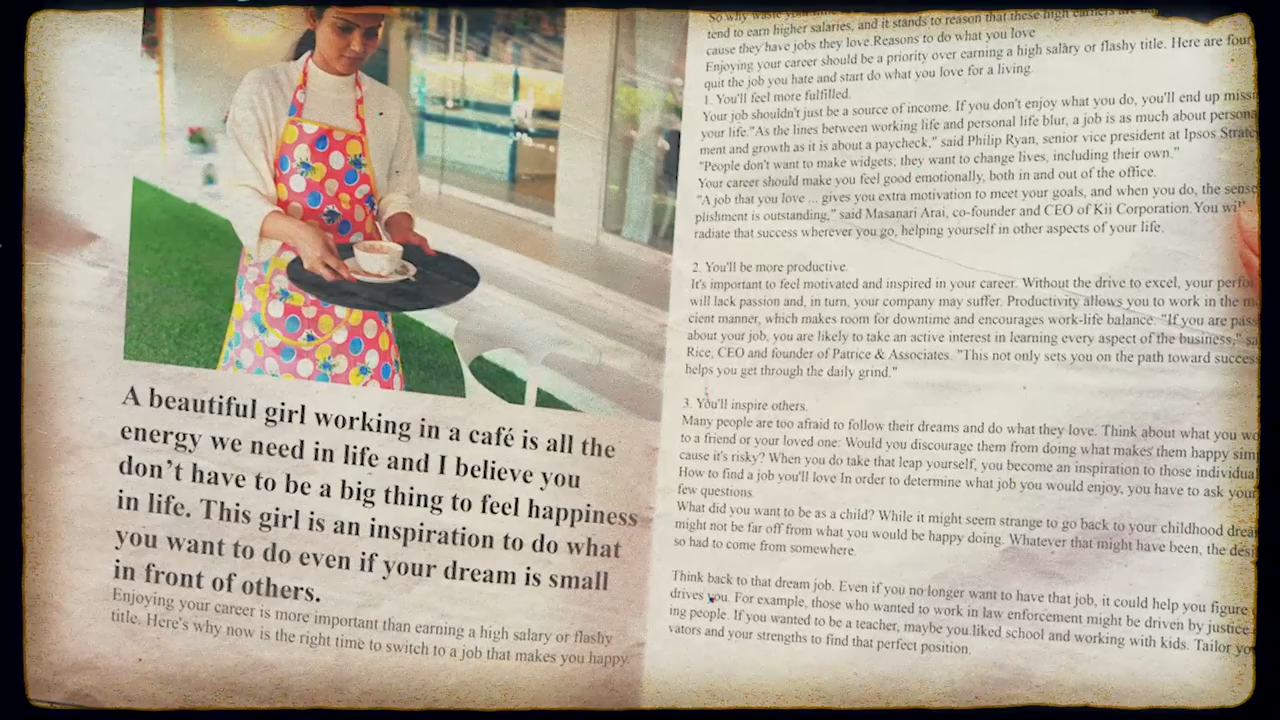 A beautiful girl working in a café is all the
energy we need in life and I believe you
don't have to be a big thing to feel happiness
in life. This girl is an inspiration to do what
you want to do even if your dream is small
in front of others.
Enjoying your career is more important than earning a high salary or flashy
title. Here's why now is the right time to switch to a job that makes you happy.
So why waste your
tend to earn higher salaries, and it stands to reason that these high earners are
cause they have jobs they love.Reasons to do what you love
Enjoying your career should be a priority over earning a high salary or flashy title. Here are four
quit the job you hate and start do what you love for a living.
1. You'll feel more fulfilled.
Your job shouldn't just be a source of income. If you don't enjoy what you do, you'll end up missi
your life."As the lines between working life and personal life blur, a job is as much about persona
ment and growth as it is about a paycheck," said Philip Ryan, senior vice president at Ipsos Strate
"People don't want to make widgets; they want to change lives, including their own."
Your career should make you feel good emotionally, both in and out of the office.
"A job that you love ... gives you extra motivation to meet your goals, and when you do, the sense
plishment is outstanding," said Masanari Arai, co-founder and CEO of Kii Corporation.You will
radiate that success wherever you go, helping yourself in other aspects of your life.
2. You'll be more productive.
It's important to feel motivated and inspired in your career. Without the drive to excel, your perfor
will lack passion and, in turn, your company may suffer. Productivity allows you to work in the m
cient manner, which makes room for downtime and encourages work-life balance. "If you are pass
about your job, you are likely to take an active interest in learning every aspect of the business," sa
Rice, CEO and founder of Patrice & Associates. "This not only sets you on the path toward success
helps you get through the daily grind."
3. You'll inspire others.
Many people are too afraid to follow their dreams and do what they love. Think about what you wo
to a friend or your loved one: Would you discourage them from doing what makes them happy sim
cause it's risky? When you do take that leap yourself, you become an inspiration to those individual
How to find a job you'll love In order to determine what job you would enjoy, you have to ask your
few questions.
What did you want to be as a child? While it might seem strange to go back to your childhood drea
might not be far off from what you would be happy doing. Whatever that might have been, the desi
so had to come from somewhere.
Think back to that dream job. Even if you no longer want to have that job, it could help you figure
drives you. For example, those who wanted to work in law enforcement might be driven by justice
ing people. If you wanted to be a teacher, maybe you liked school and working with kids. Tailor yo
vators and your strengths to find that perfect position.